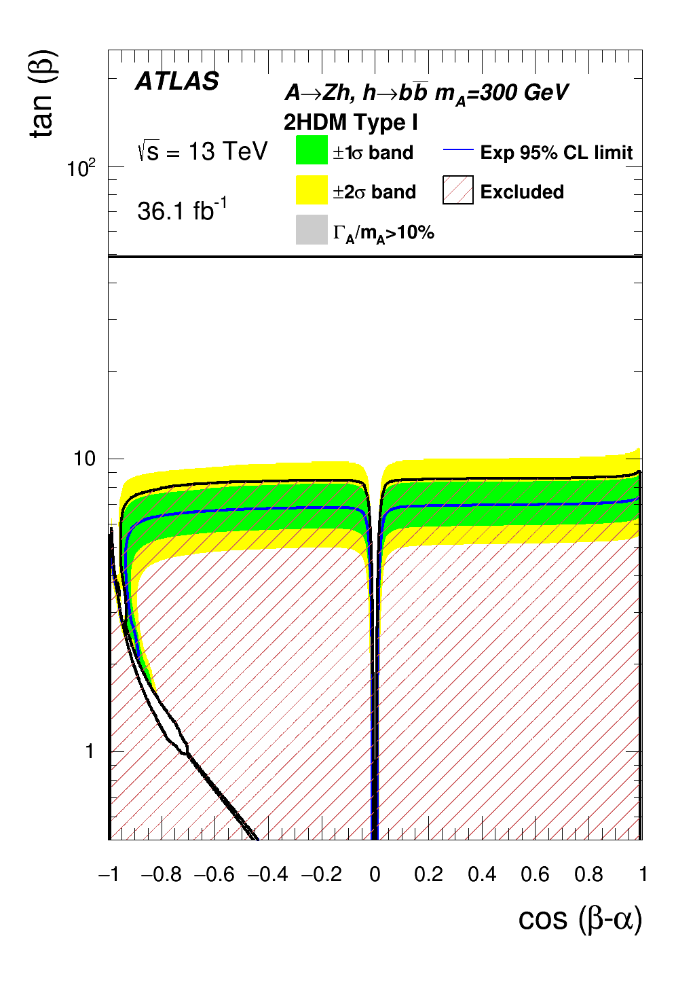 ATLAS
A→Zh, h→bb̅ m_A=300 GeV
2HDM Type I
√s = 13 TeV
±1σ band
Exp 95% CL limit
±2σ band
Excluded
36.1 fb⁻¹
Γ_A/m_A>10%
tan (β)
10²
10
1
−1 −0.8 −0.6 −0.4 −0.2 0 0.2 0.4 0.6 0.8 1
cos (β-α)